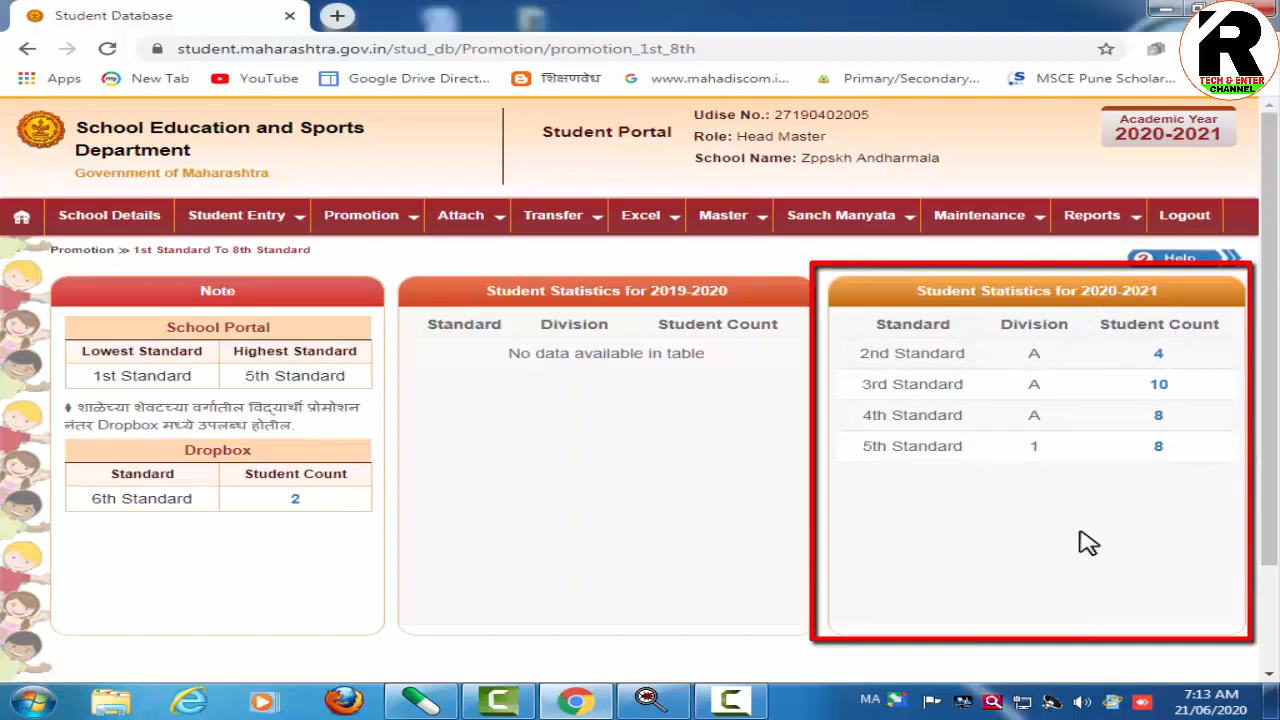 Student Database
student.maharashtra.gov.in/stud_db/Promotion/promotion_1st_8th
Apps New Tab YouTube Google Drive Direct... शिक्षणवेध www.mahadiscom.i... Primary/Secondary... MSCE Pune Scholar...
R
TECH & ENTER
CHANNEL
School Education and Sports
Department
Government of Maharashtra
Student Portal
Udise No.: 27190402005
Role: Head Master
School Name: Zppskh Andharmala
Academic Year
2020-2021
School Details Student Entry Promotion Attach Transfer Excel Master Sanch Manyata Maintenance Reports Logout
Promotion >> 1st Standard To 8th Standard
Help
Note
School Portal
Lowest Standard Highest Standard
1st Standard 5th Standard
शाळेच्या शेवटच्या वर्गातील विद्यार्थी प्रोमोशन
नंतर Dropbox मध्ये उपलब्ध होतील.
Dropbox
Standard Student Count
6th Standard 2
Student Statistics for 2019-2020
Standard Division Student Count
No data available in table
Student Statistics for 2020-2021
Standard Division Student Count
2nd Standard A 4
3rd Standard A 10
4th Standard A 8
5th Standard 1 8
MA
7:13 AM
21/06/2020